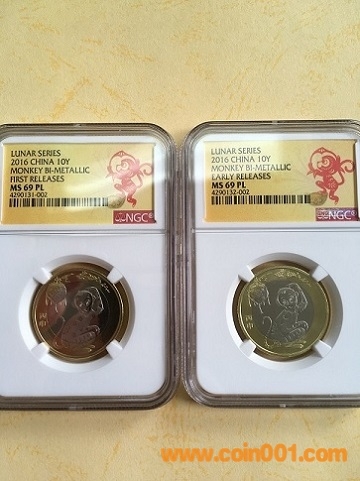 LUNAR SERIES
2016 CHINA 10Y
MONKEY BI-METALLIC
FIRST RELEASES
MS 69 PL
4290131-002
NGC
LUNAR SERIES
2016 CHINA 10Y
MONKEY BI-METALLIC
EARLY RELEASES
MS 69 PL
4290132-002
NGC
www.coin001.com